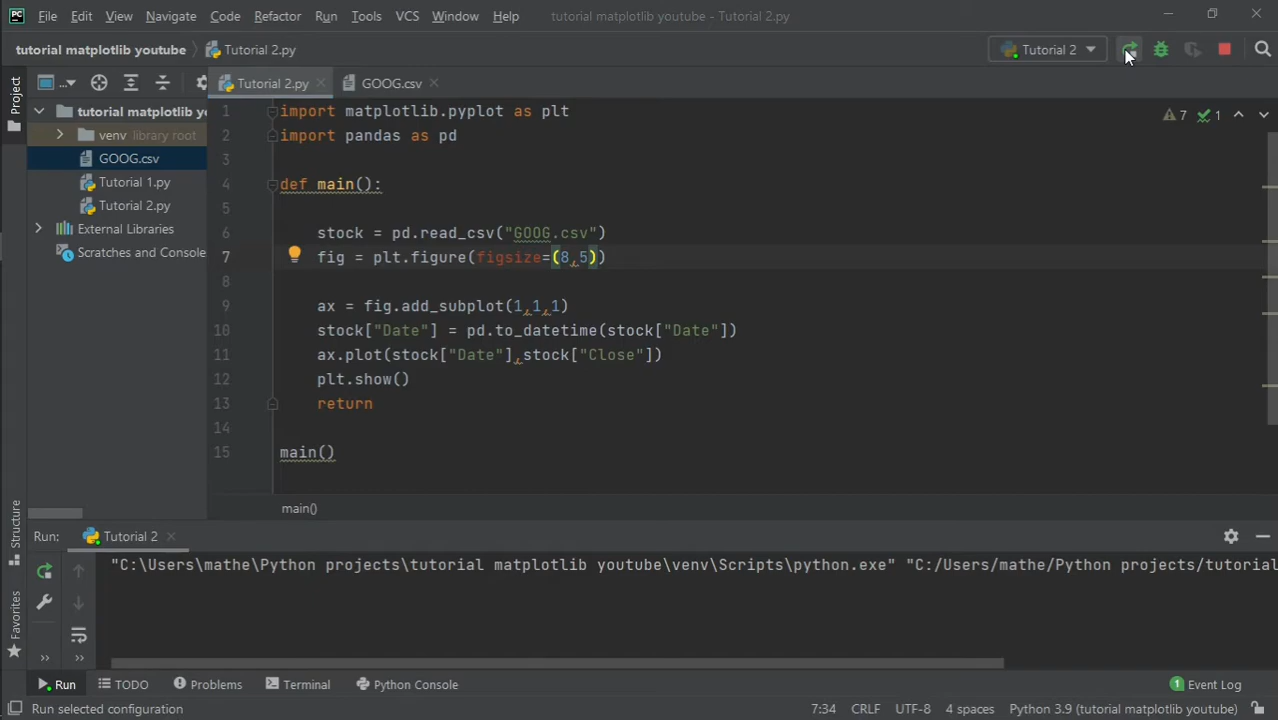 PC File Edit View Navigate Code Refactor Run Tools VCS Window Help tutorial matplotlib youtube - Tutorial 2.py
tutorial matplotlib youtube Tutorial 2.py Tutorial 2
Project
... Tutorial 2.py GOOG.csv
tutorial matplotlib yo
venv library root
GOOG.csv
Tutorial 1.py
Tutorial 2.py
External Libraries
Scratches and Console
7 1
1 import matplotlib.pyplot as plt
2 import pandas as pd
3
4 def main():
5
6 stock = pd.read_csv("GOOG.csv")
7 fig = plt.figure(figsize=(8,5))
8
9 ax = fig.add_subplot(1,1,1)
10 stock["Date"] = pd.to_datetime(stock["Date"])
11 ax.plot(stock["Date"],stock["Close"])
12 plt.show()
13 return
14
15 main()
main()
Structure
Favorites
Run: Tutorial 2
"C:\Users\mathe\Python projects\tutorial matplotlib youtube\venv\Scripts\python.exe" "C:/Users/mathe/Python projects/tutorial
Run TODO Problems Terminal Python Console 1 Event Log
Run selected configuration 7:34 CRLF UTF-8 4 spaces Python 3.9 (tutorial matplotlib youtube)